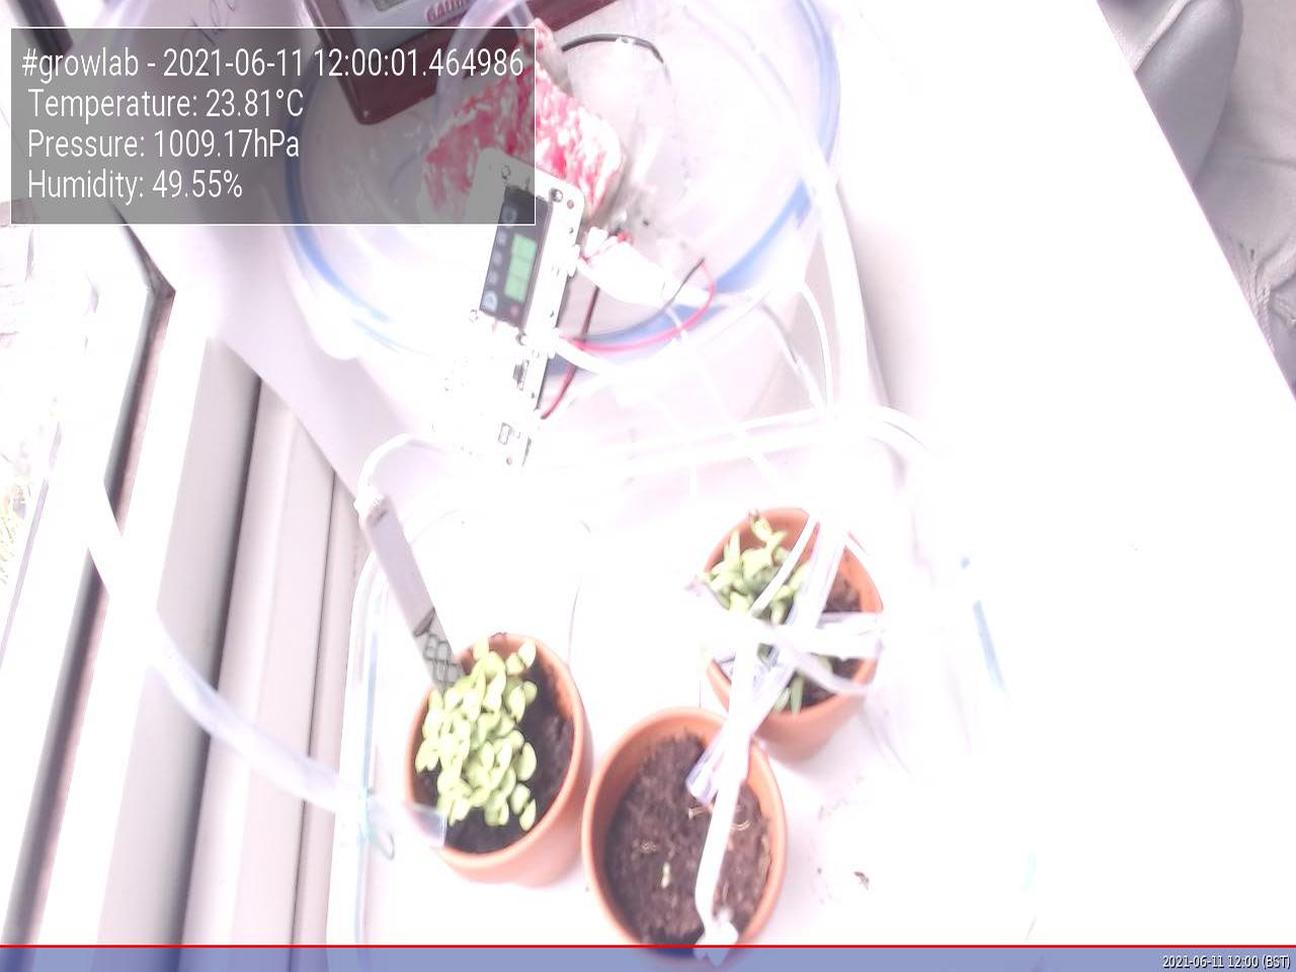 #growlab - 2021-06-11 12:00:01.464986
Temperature: 23.81°C
Pressure: 1009.17hPa
Humidity: 49.55%
2021-06-11 12:00 (BST)